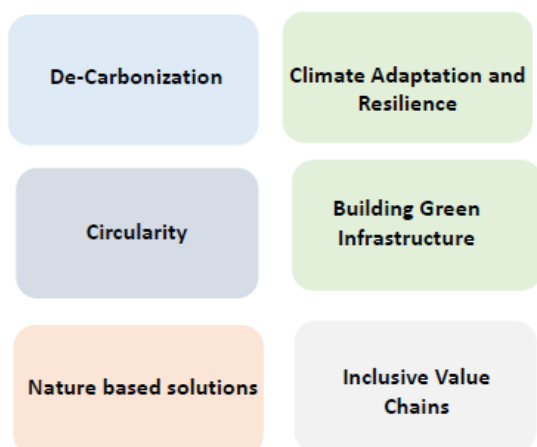 De-Carbonization
Climate Adaptation and
Resilience
Circularity
Building Green
Infrastructure
Nature based solutions
Inclusive Value
Chains